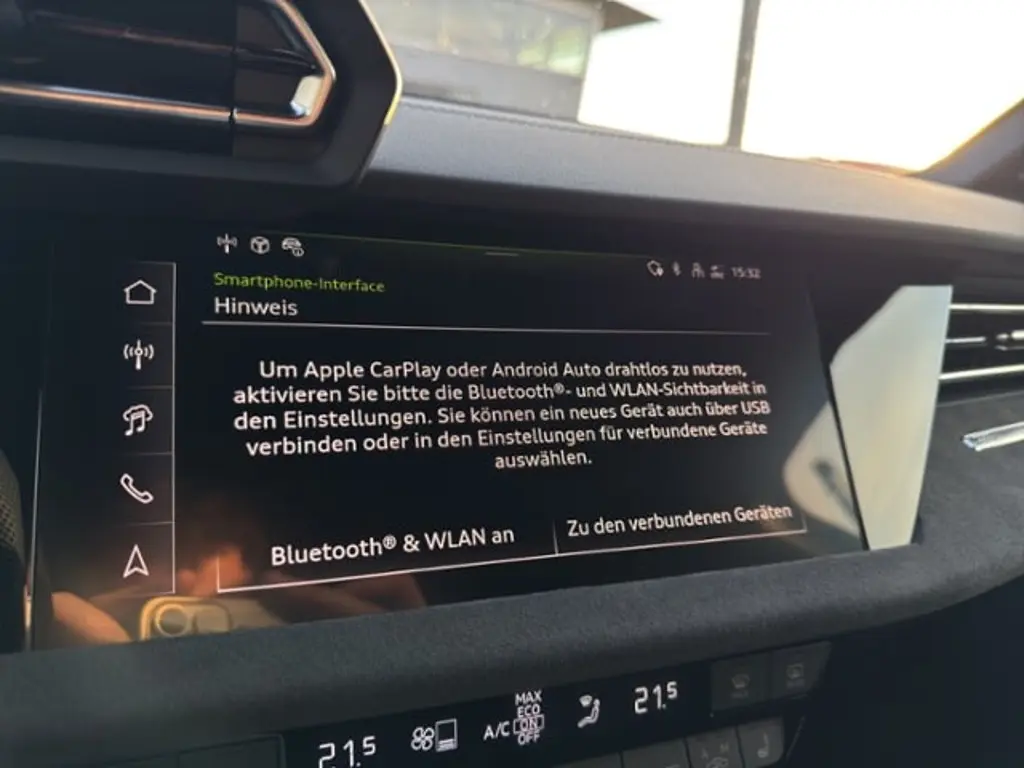 15:32
Smartphone-Interface
Hinweis
Um Apple CarPlay oder Android Auto drahtlos zu nutzen,
aktivieren Sie bitte die Bluetooth®- und WLAN-Sichtbarkeit in
den Einstellungen. Sie können ein neues Gerät auch über USB
verbinden oder in den Einstellungen für verbundene Geräte
auswählen.
Bluetooth® & WLAN an
Zu den verbundenen Geräten
21.5
A/C
MAX
ECO
ON
OFF
21.5